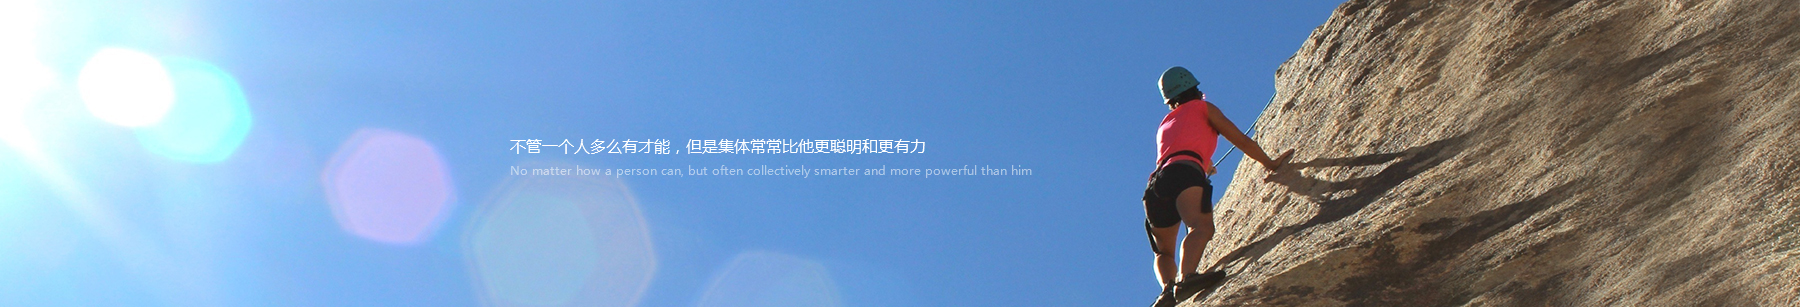 不管一个人多么有才能，但是集体常常比他更聪明和更有力
No matter how a person can, but often collectively smarter and more powerful than him